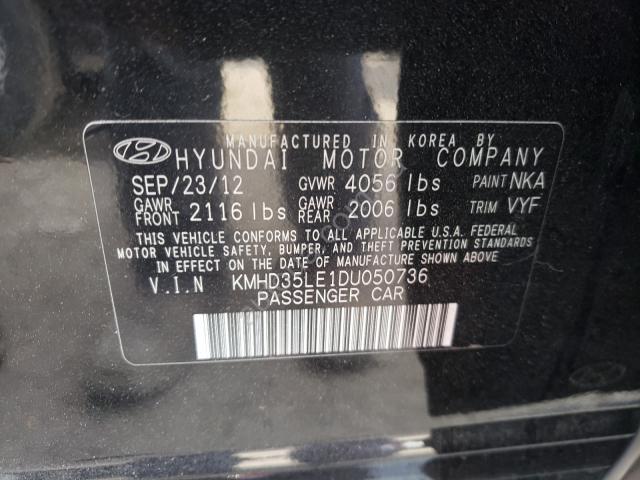 MANUFACTURED IN KOREA BY
HYUNDAI MOTOR COMPANY
SEP/23/12 GVWR 4056 lbs PAINT NKA
GAWR FRONT 2116 lbs GAWR REAR 2006 lbs TRIM VYF
THIS VEHICLE CONFORMS TO ALL APPLICABLE U.S.A. FEDERAL
MOTOR VEHICLE SAFETY, BUMPER, AND THEFT PREVENTION STANDARDS
IN EFFECT ON THE DATE OF MANUFACTURE SHOWN ABOVE.
V.I.N KMHD35LE1DU050736
PASSENGER CAR